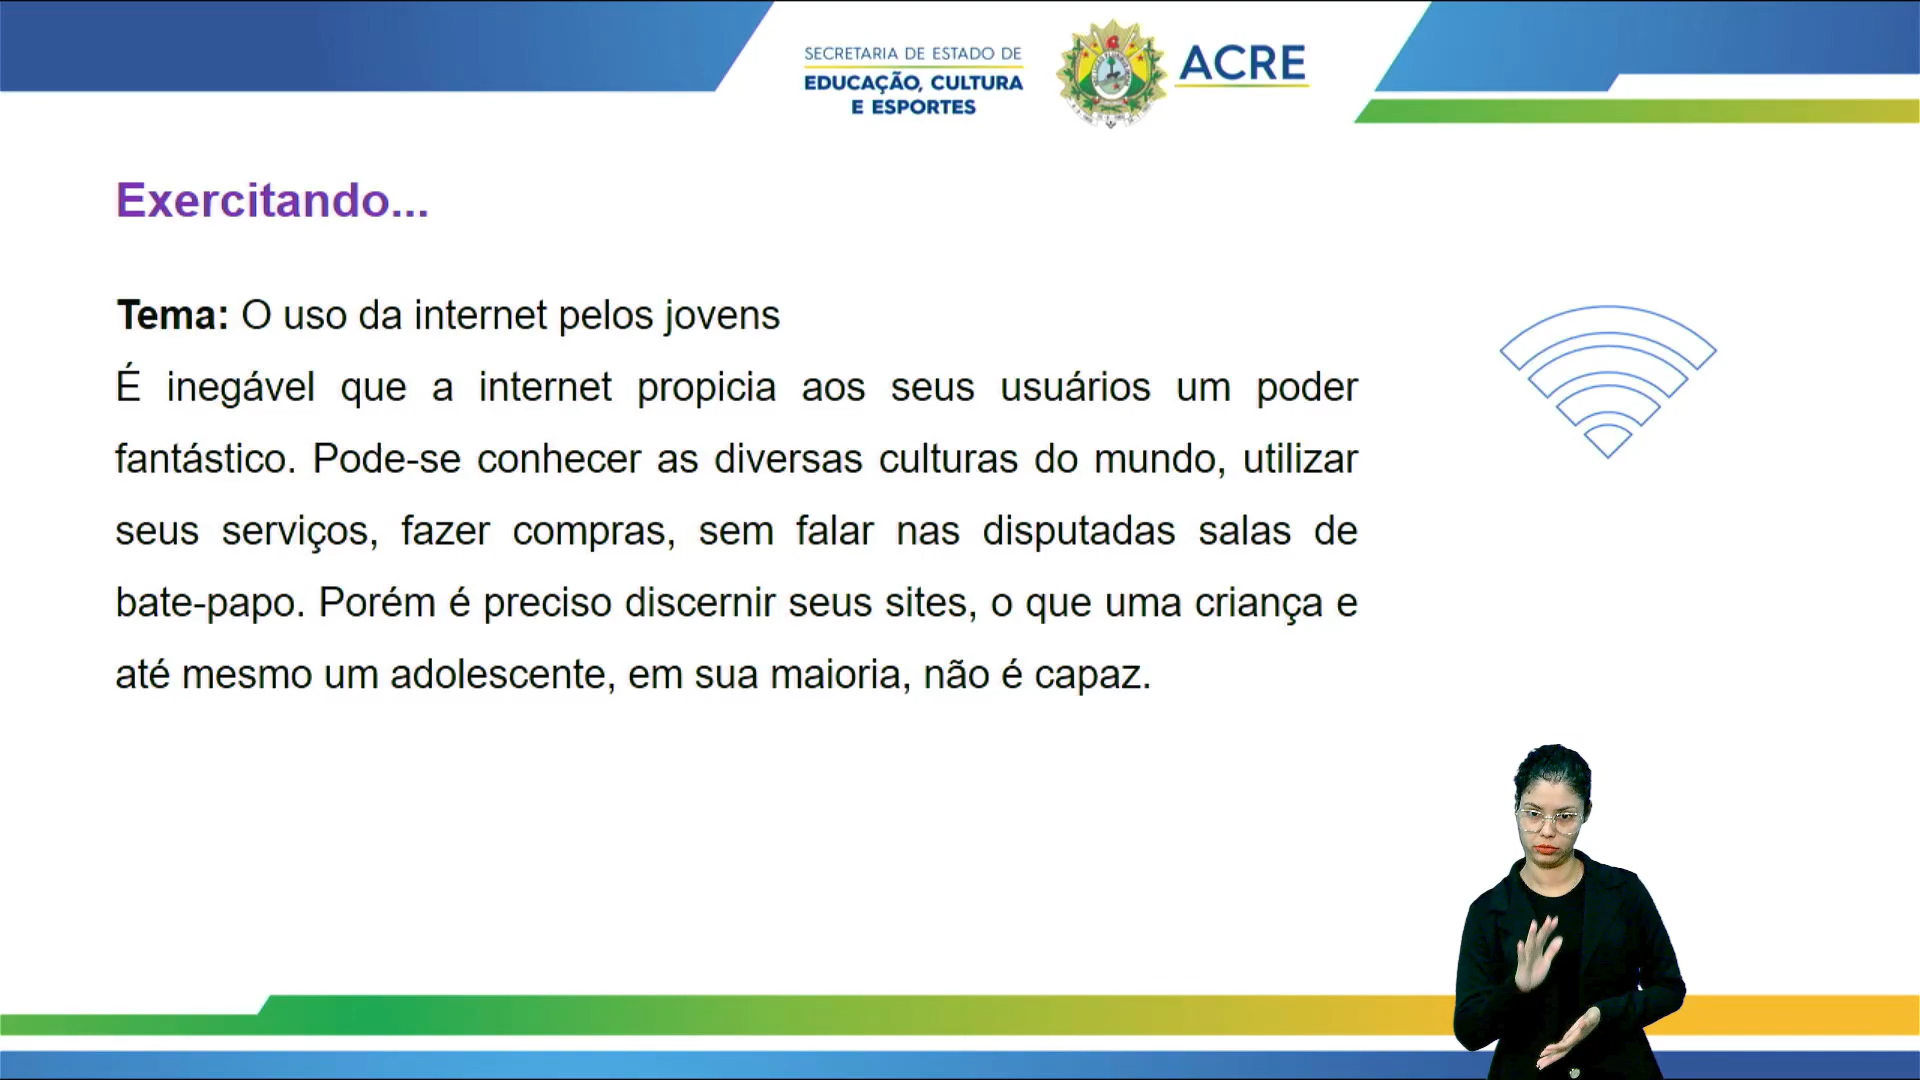 SECRETARIA DE ESTADO DE
EDUCAÇÃO, CULTURA
E ESPORTES
ACRE
Exercitando...
Tema: O uso da internet pelos jovens
É inegável que a internet propicia aos seus usuários um poder
fantástico. Pode-se conhecer as diversas culturas do mundo, utilizar
seus serviços, fazer compras, sem falar nas disputadas salas de
bate-papo. Porém é preciso discernir seus sites, o que uma criança e
até mesmo um adolescente, em sua maioria, não é capaz.